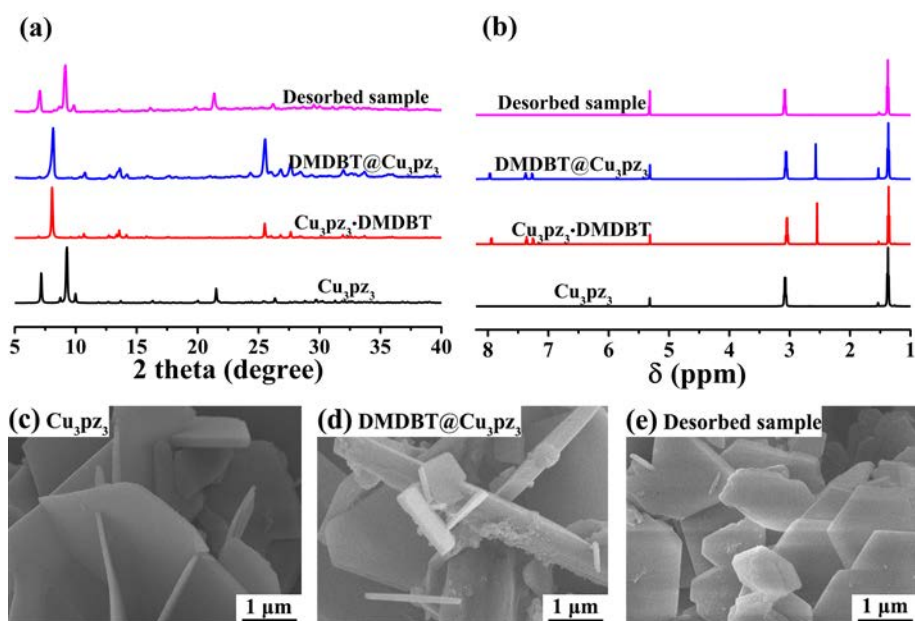 (a)
Desorbed sample
DMDBT@Cu₃pz₃
Cu₃pz₃·DMDBT
Cu₃pz₃
5 10 15 20 25 30 35 40
2 theta (degree)
(b)
Desorbed sample
DMDBT@Cu₃pz₃
Cu₃pz₃·DMDBT
Cu₃pz₃
8 7 6 5 4 3 2 1
δ (ppm)
(c) Cu₃pz₃
1 μm
(d) DMDBT@Cu₃pz₃
1 μm
(e) Desorbed sample
1 μm